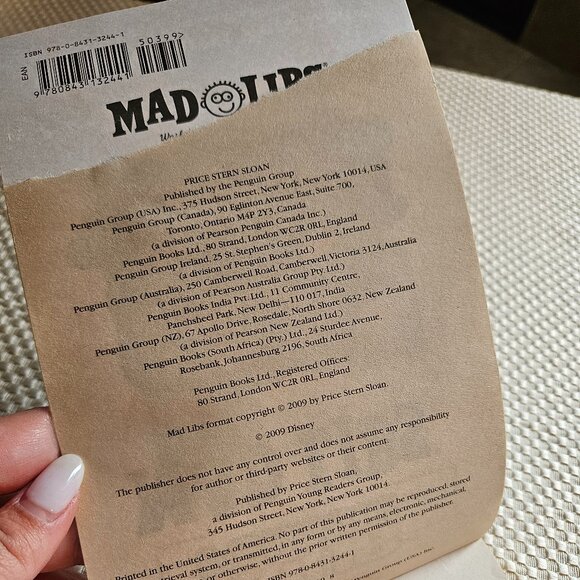 ISBN 978-0-8431-3244-1
50399>
EAN
9 780843 132441
MAD LIBS®
PRICE STERN SLOAN
Published by the Penguin Group
Penguin Group (USA) Inc., 375 Hudson Street, New York, New York 10014, USA
Penguin Group (Canada), 90 Eglinton Avenue East, Suite 700,
Toronto, Ontario M4P 2Y3, Canada
(a division of Pearson Penguin Canada Inc.)
Penguin Books Ltd., 80 Strand, London WC2R 0RL, England
Penguin Group Ireland, 25 St. Stephen's Green, Dublin 2, Ireland
(a division of Penguin Books Ltd.)
Penguin Group (Australia), 250 Camberwell Road, Camberwell, Victoria 3124, Australia
(a division of Pearson Australia Group Pty. Ltd.)
Penguin Books India Pvt. Ltd., 11 Community Centre,
Panchsheel Park, New Delhi—110 017, India
Penguin Group (NZ), 67 Apollo Drive, Rosedale, North Shore 0632, New Zealand
(a division of Pearson New Zealand Ltd.)
Penguin Books (South Africa) (Pty.) Ltd., 24 Sturdee Avenue,
Rosebank, Johannesburg 2196, South Africa
Penguin Books Ltd., Registered Offices:
80 Strand, London WC2R 0RL, England
Mad Libs format copyright © 2009 by Price Stern Sloan.
© 2009 Disney
The publisher does not have any control over and does not assume any responsibility
for author or third-party websites or their content.
Published by Price Stern Sloan,
a division of Penguin Young Readers Group,
345 Hudson Street, New York, New York 10014.
Printed in the United States of America. No part of this publication may be reproduced, stored
retrieval system, or transmitted, in any form or by any means, electronic, mechanical,
or otherwise, without the prior written permission of the publisher.
ISBN 978-0-8431-3244-1
8
Penguin Group (USA) Inc.